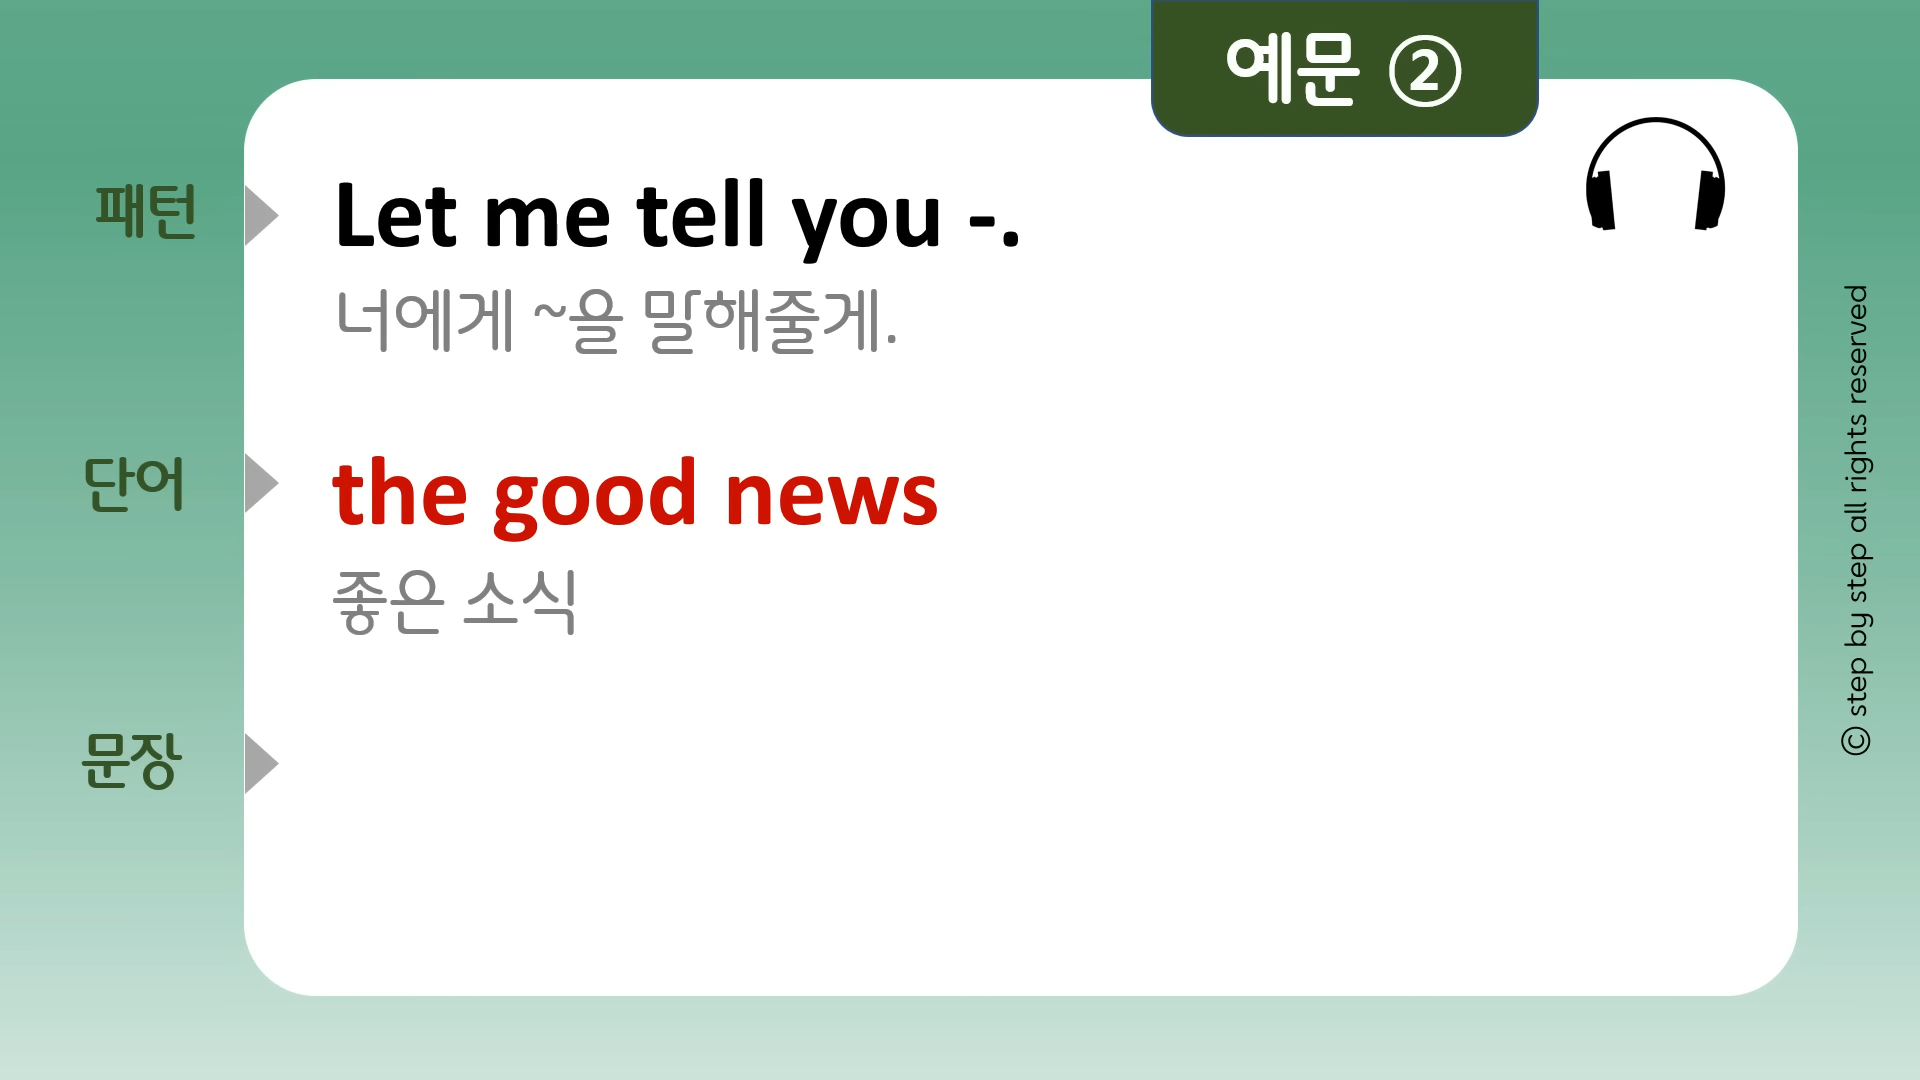 예문 ②
패턴
Let me tell you -.
너에게 ~을 말해줄게.
단어
the good news
좋은 소식
문장
© step by step all rights reserved